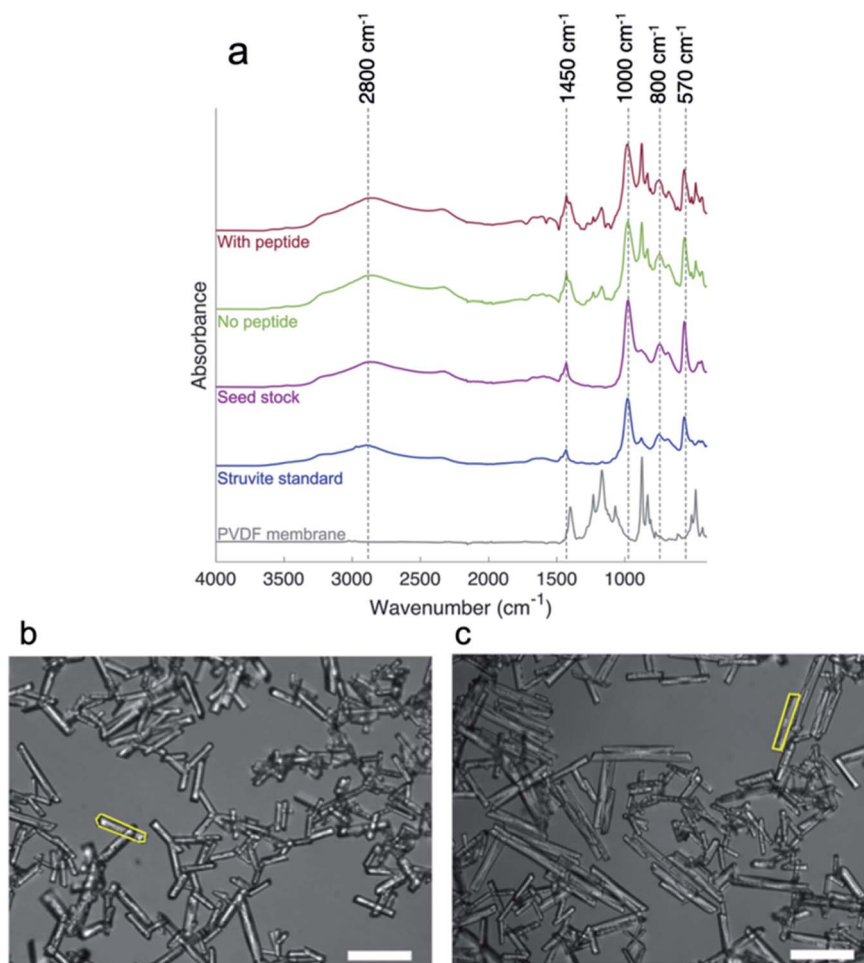 a
2800 cm⁻¹
1450 cm⁻¹
1000 cm⁻¹
800 cm⁻¹
570 cm⁻¹
Absorbance
With peptide
No peptide
Seed stock
Struvite standard
PVDF membrane
4000 3500 3000 2500 2000 1500 1000
Wavenumber (cm⁻¹)
b
c